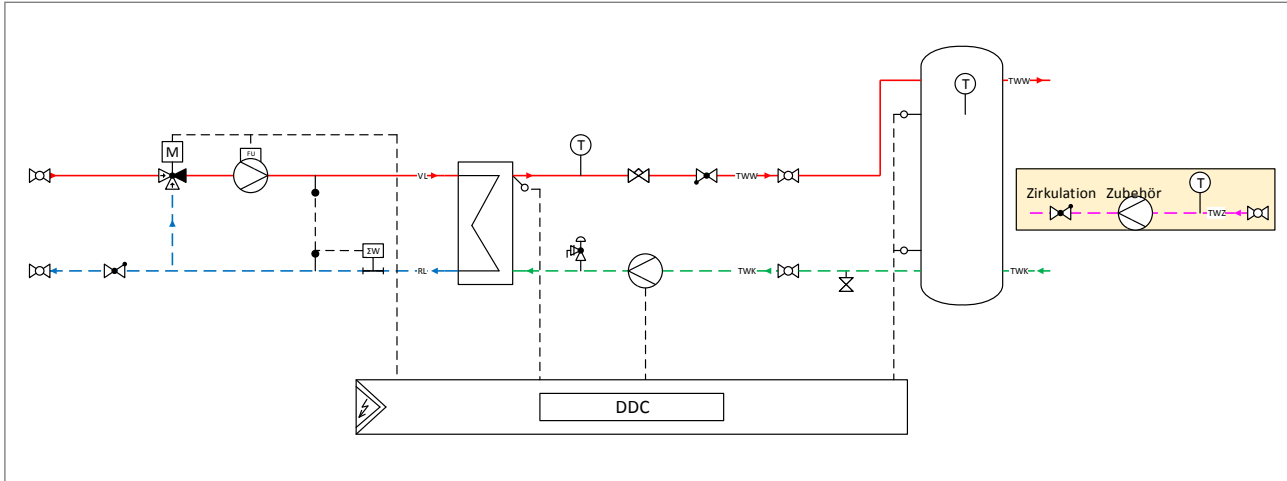 T
TWW
M
FU
T
VL
TWW
T
Zirkulation Zubehör
TWZ
ΣW
RL
TWK
TWK
DDC